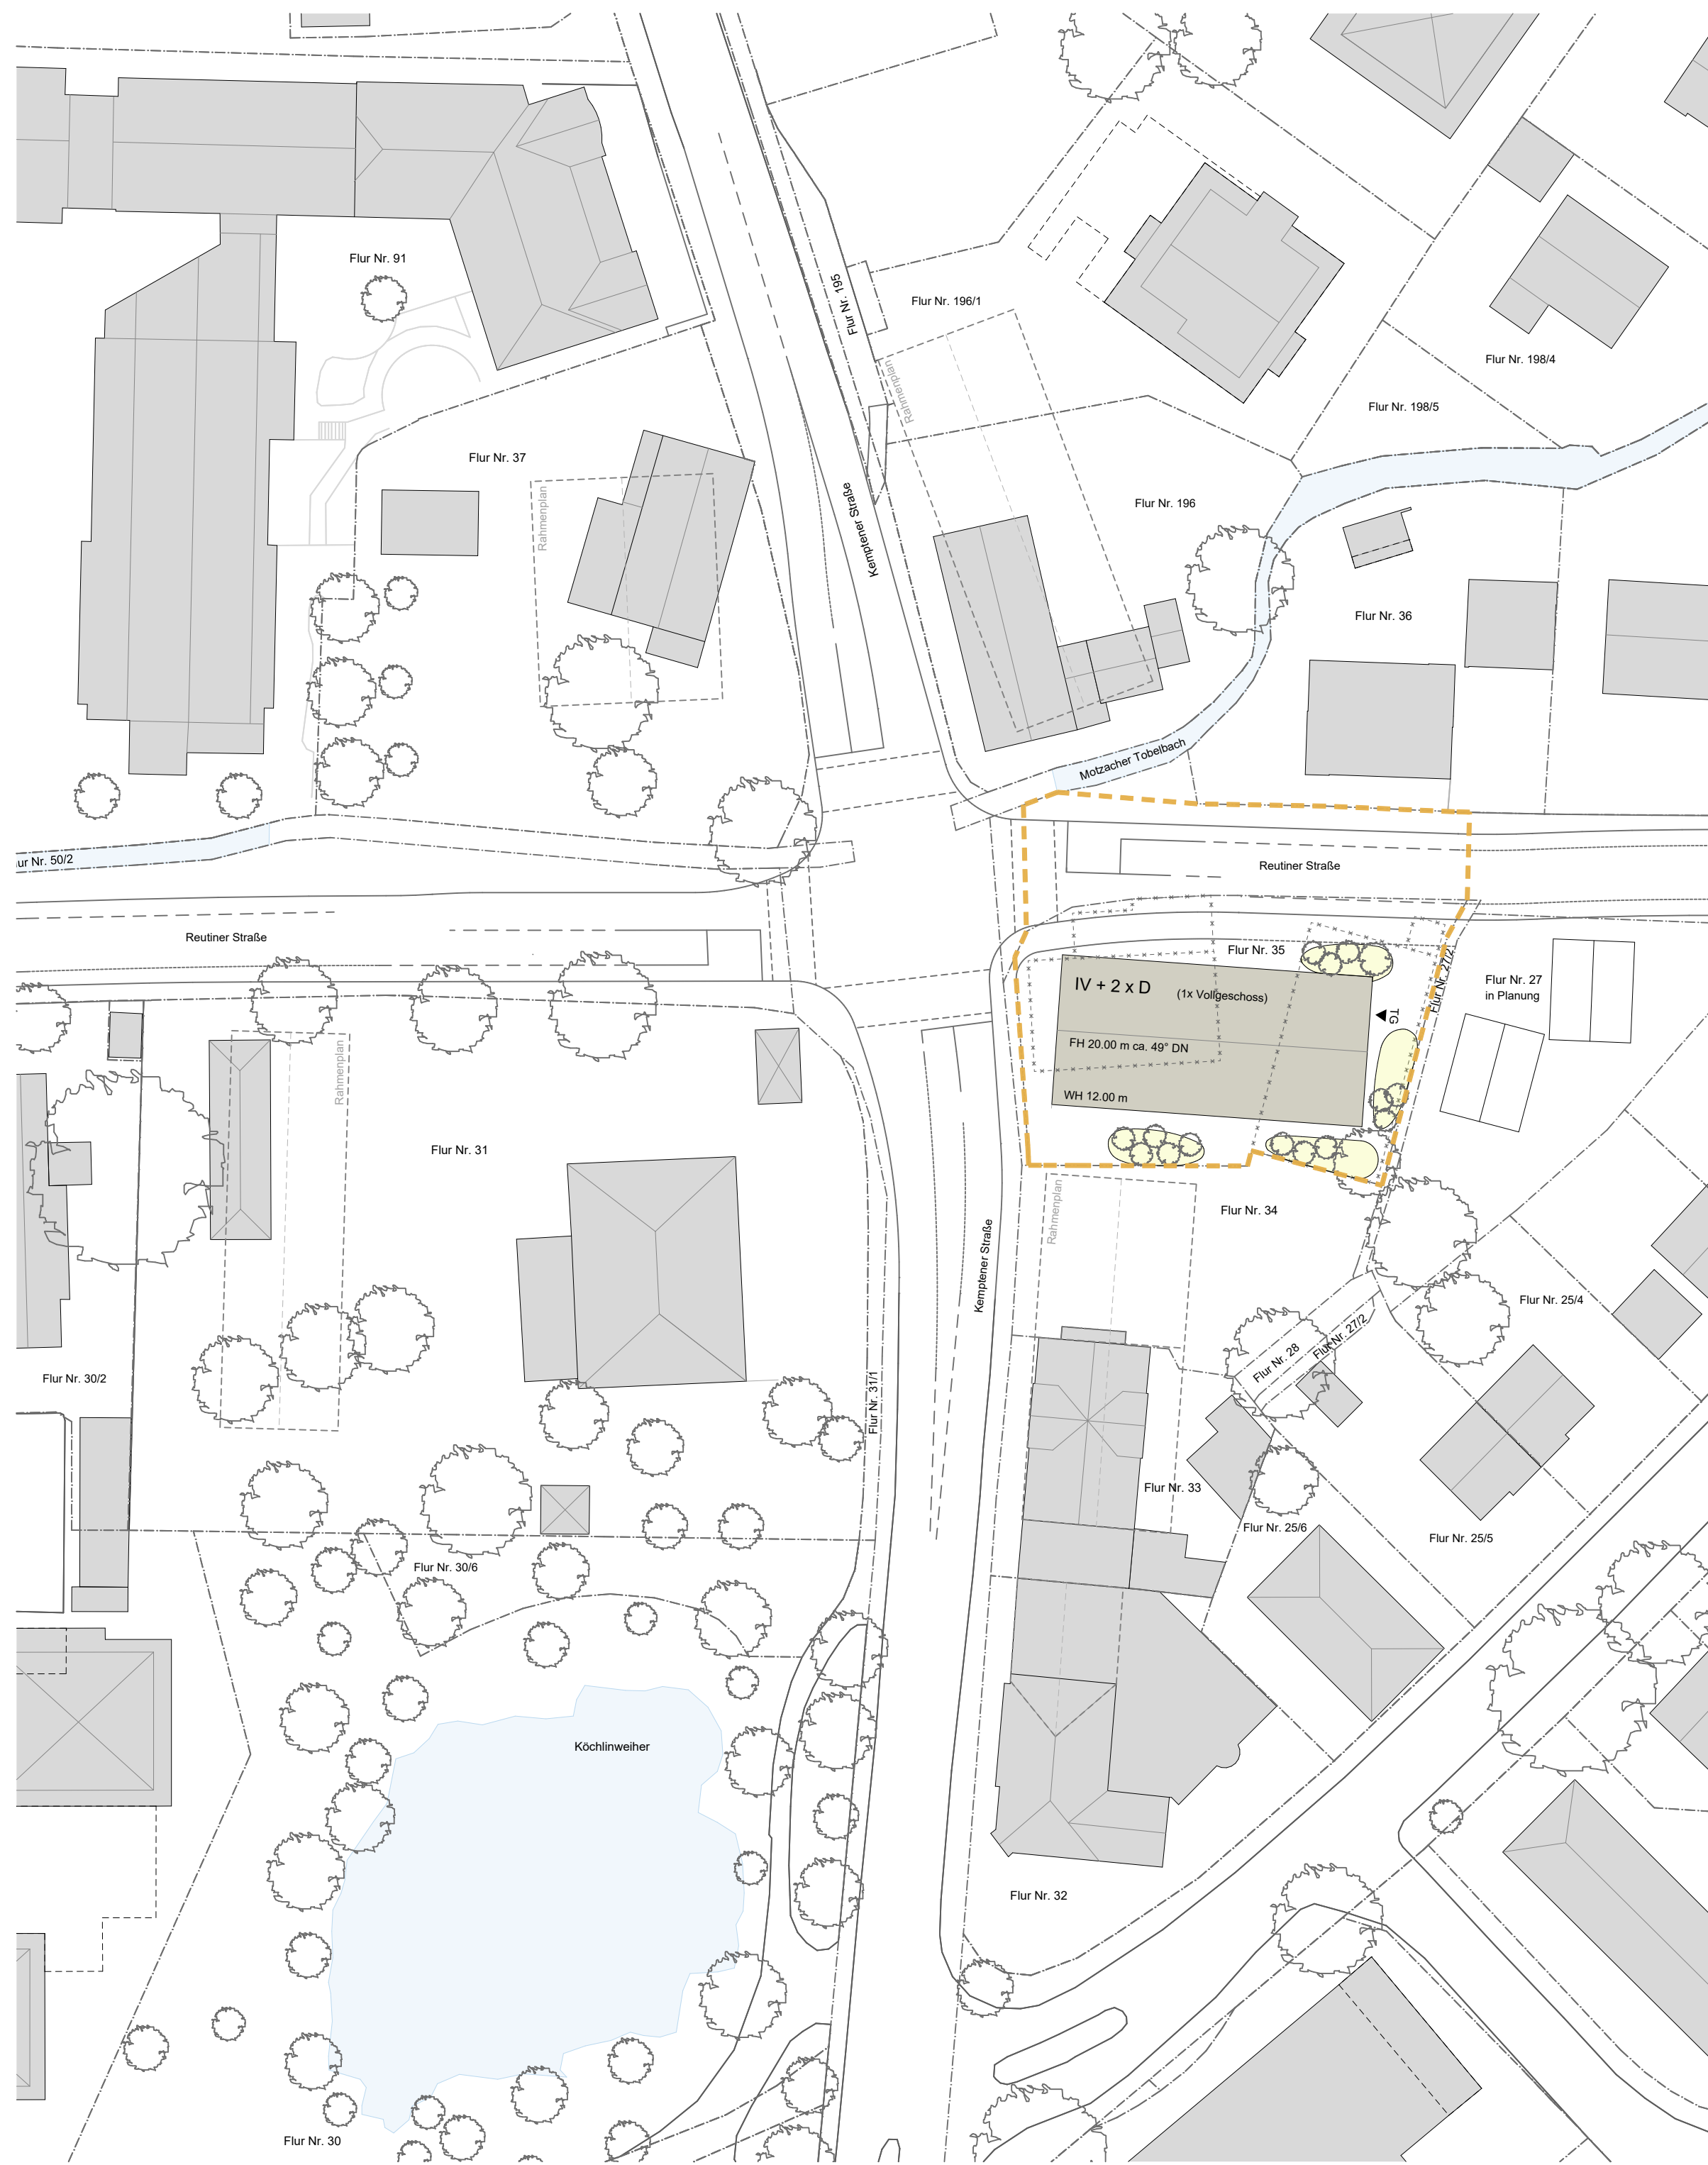 Flur Nr. 91
Flur Nr. 195
Flur Nr. 196/1
Rahmenplan
Flur Nr. 198/4
Flur Nr. 198/5
Flur Nr. 37
Rahmenplan
Kemptener Straße
Flur Nr. 196
Flur Nr. 36
Motzacher Tobelbach
ur Nr. 50/2
Reutiner Straße
Reutiner Straße
Flur Nr. 35
Flur Nr. 27/2
Flur Nr. 27
in Planung
IV + 2 x D (1x Vollgeschoss)
TG
FH 20.00 m ca. 49° DN
WH 12.00 m
Rahmenplan
Flur Nr. 31
Rahmenplan
Flur Nr. 34
Kemptener Straße
Flur Nr. 25/4
Flur Nr. 28
Flur Nr. 27/2
Flur Nr. 30/2
Flur Nr. 31/1
Flur Nr. 33
Flur Nr. 25/6
Flur Nr. 25/5
Flur Nr. 30/6
Köchlinweiher
Flur Nr. 32
Flur Nr. 30